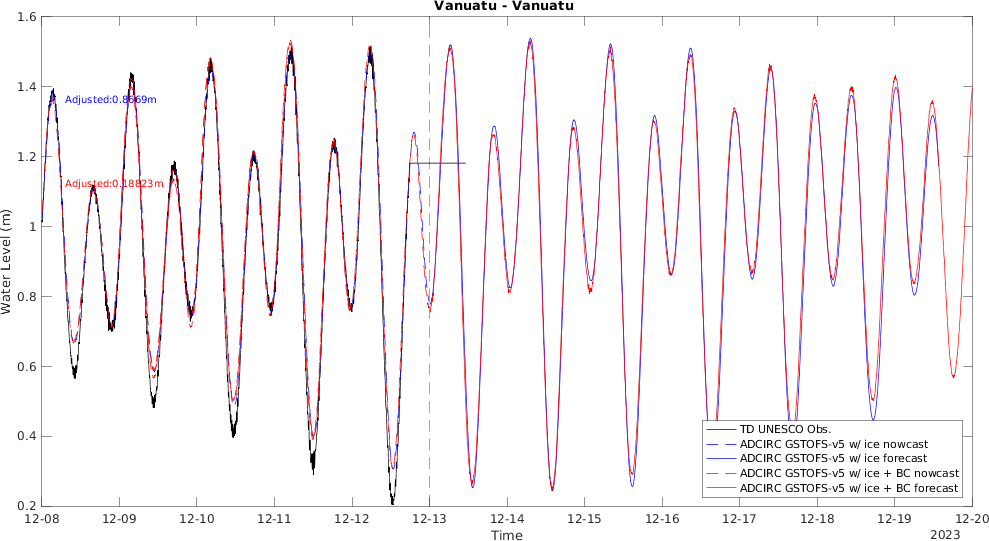 Vanuatu - Vanuatu
1.6
1.4
1.2
1
0.8
0.6
0.4
0.2
Water Level (m)
Adjusted:0.8669m
Adjusted:0.18823m
TD UNESCO Obs.
ADCIRC GSTOFS-v5 w/ ice nowcast
ADCIRC GSTOFS-v5 w/ ice forecast
ADCIRC GSTOFS-v5 w/ ice + BC nowcast
ADCIRC GSTOFS-v5 w/ ice + BC forecast
12-08 12-09 12-10 12-11 12-12 12-13 12-14 12-15 12-16 12-17 12-18 12-19 12-20
Time
2023